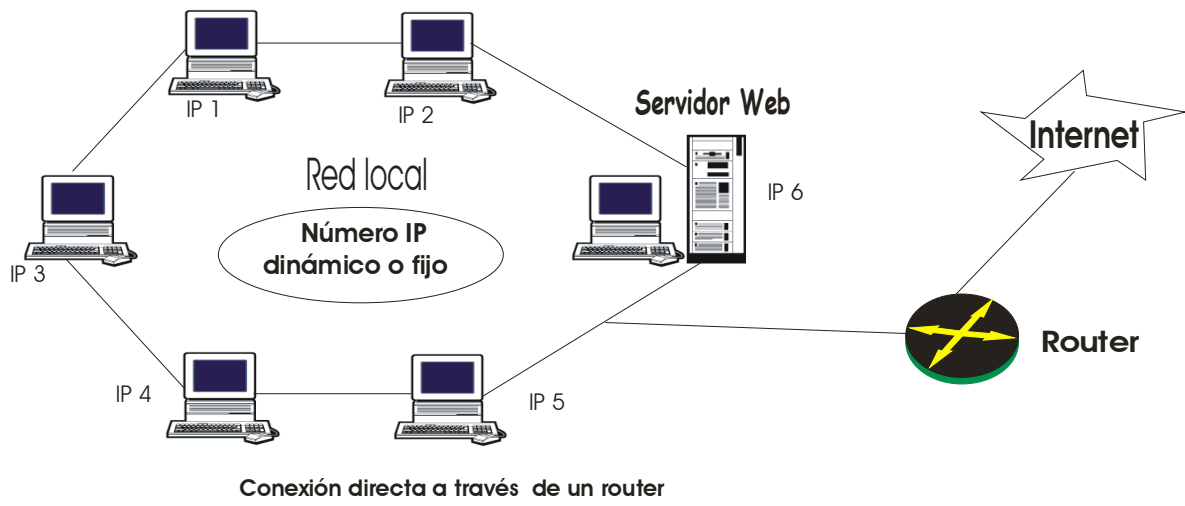 IP 1
IP 2
Servidor Web
Internet
Red local
IP 6
Número IP
dinámico o fijo
IP 3
Router
IP 4
IP 5
Conexión directa a través de un router